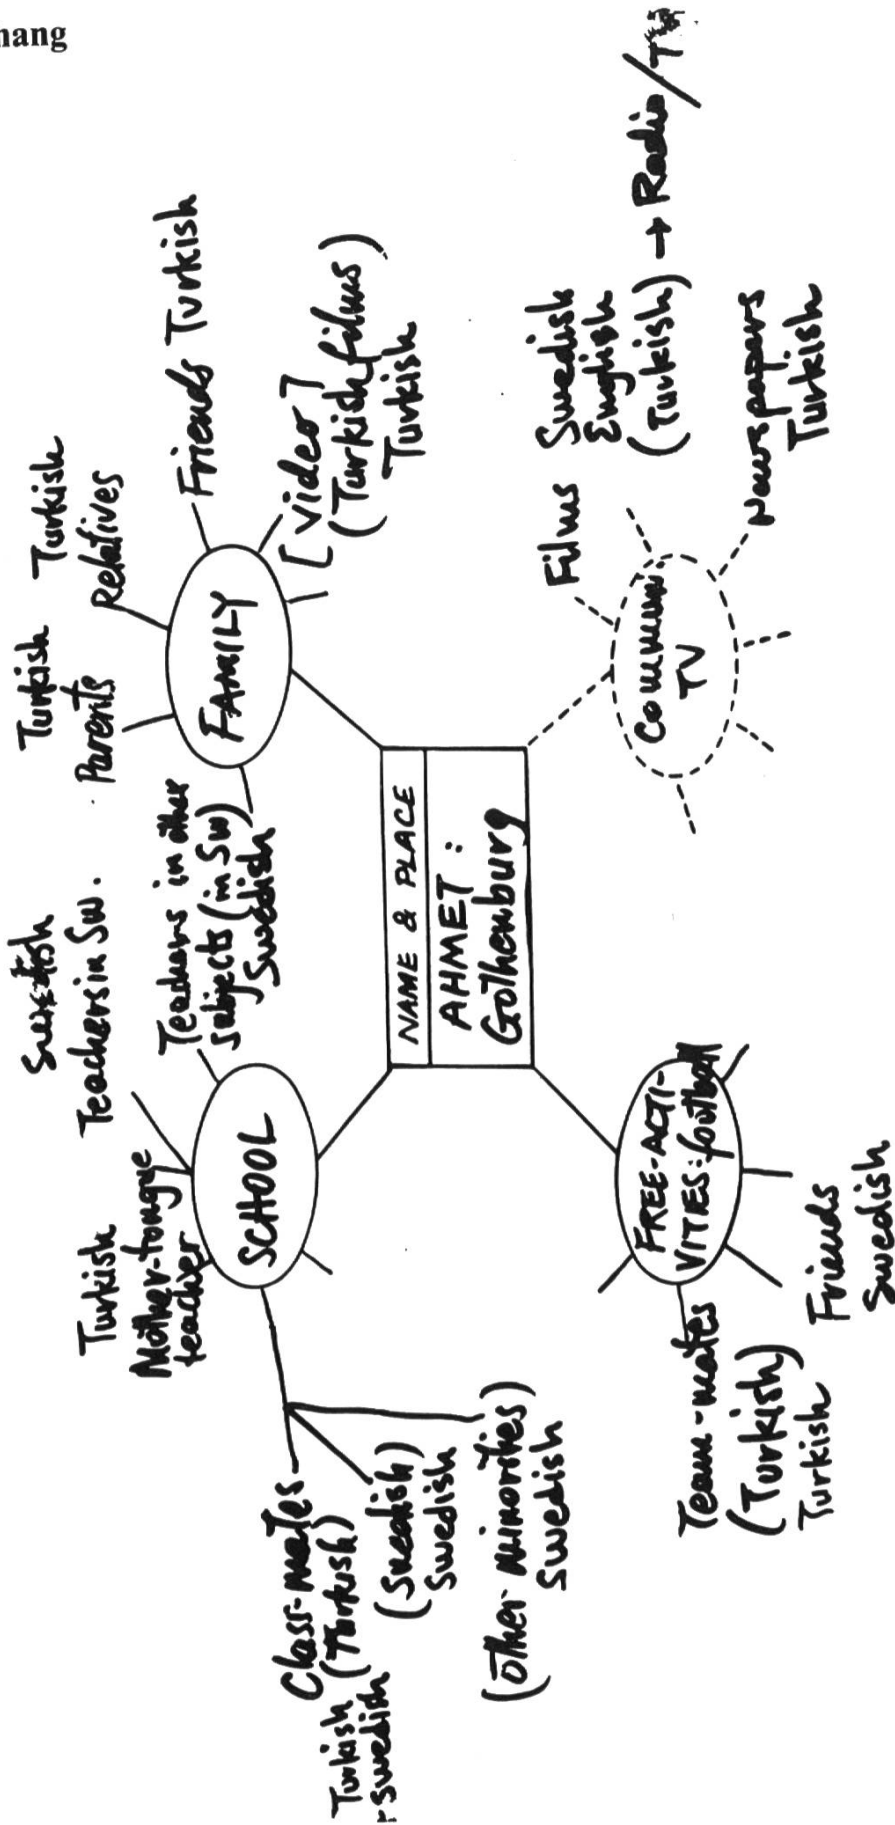 Turkish
Mother-tongue
teacher
Swedish
Teachers in Sw.
Teachers in other
subjects (in Sw)
Swedish
SCHOOL
Class-mates
Turkish (Turkish)
Swedish
(Swedish)
Swedish
(other minorities)
Swedish
Turkish
Parents
Turkish
Relatives
Friends Turkish
[video]
(Turkish films)
Turkish
FAMILY
NAME & PLACE
AHMET:
Gothenburg
FREE-ACTI-
VITIES: football
Team-mates
(Turkish)
Turkish
Friends
Swedish
Commun.
TV
Films
Swedish
English
(Turkish) → Radio/TV
Newspapers
Turkish